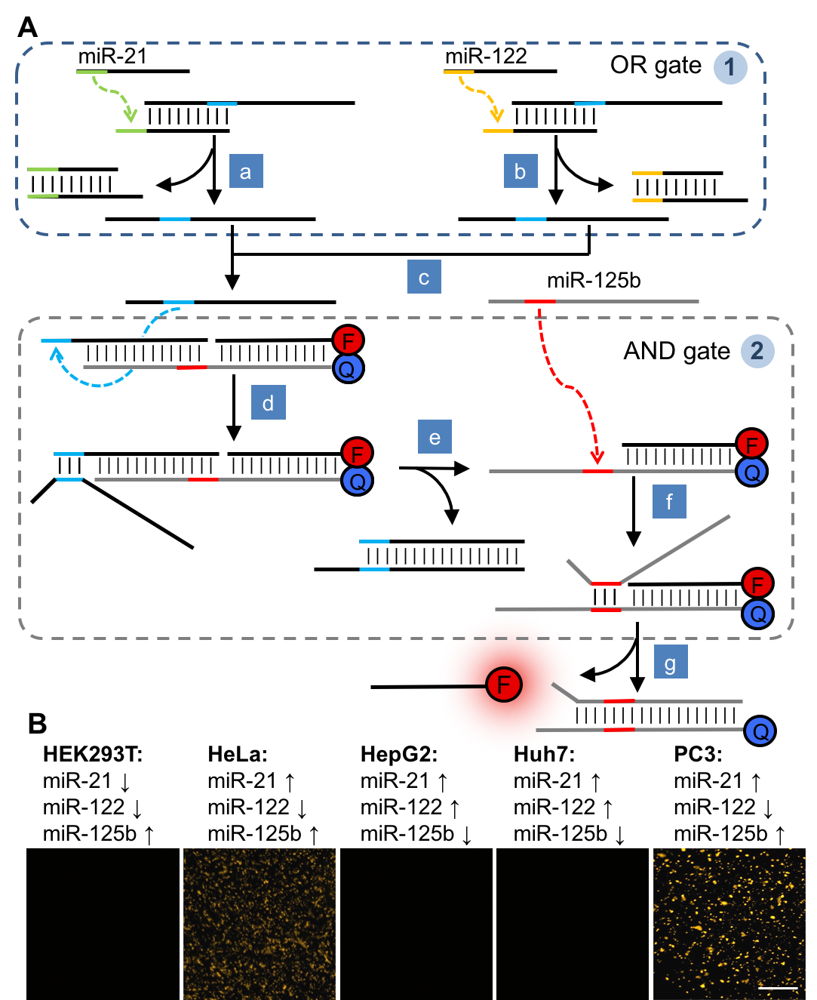 A
miR-21
miR-122
OR gate 1
a
b
c
miR-125b
F
Q
AND gate 2
d
e
F
Q
F
Q
f
F
Q
g
F
Q
B
HEK293T:
miR-21 ↓
miR-122 ↓
miR-125b ↑
HeLa:
miR-21 ↑
miR-122 ↓
miR-125b ↑
HepG2:
miR-21 ↑
miR-122 ↑
miR-125b ↓
Huh7:
miR-21 ↑
miR-122 ↑
miR-125b ↓
PC3:
miR-21 ↑
miR-122 ↓
miR-125b ↑